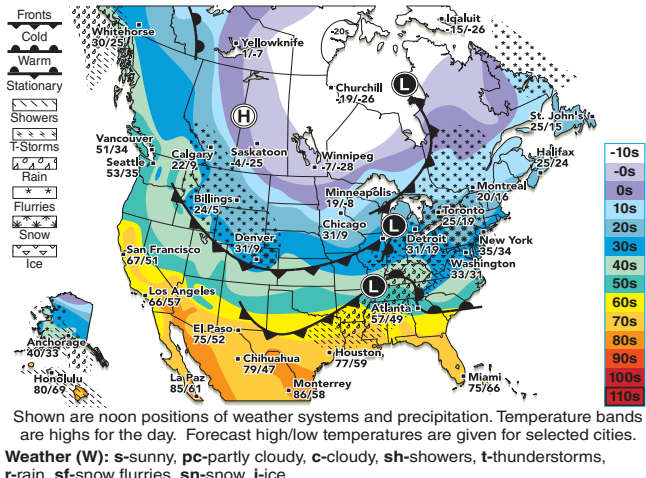 Fronts
Cold
Warm
Stationary
Showers
T-Storms
Rain
Flurries
Snow
Ice
Whitehorse
30/25
Yellowknife
1/-7
-20s
Iqaluit
-15/-26
Churchill
-19/-26
L
H
St. John's
25/15
Vancouver
51/34
Seattle
53/35
Calgary
22/9
Saskatoon
-4/-25
Winnipeg
-7/-28
Halifax
25/24
Montreal
20/16
Billings
24/5
Minneapolis
19/-8
Chicago
31/9
L
Toronto
25/19
Detroit
31/19
New York
35/34
Washington
33/31
Denver
31/9
San Francisco
67/51
Los Angeles
66/57
L
Atlanta
57/49
El Paso
75/52
Houston
77/59
Chihuahua
79/47
La Paz
85/61
Monterrey
86/58
Miami
75/66
Anchorage
40/33
Honolulu
80/69
-10s
-0s
0s
10s
20s
30s
40s
50s
60s
70s
80s
90s
100s
110s
Shown are noon positions of weather systems and precipitation. Temperature bands
are highs for the day. Forecast high/low temperatures are given for selected cities.
Weather (W): s-sunny, pc-partly cloudy, c-cloudy, sh-showers, t-thunderstorms,
r-rain, sf-snow flurries, sn-snow, i-ice